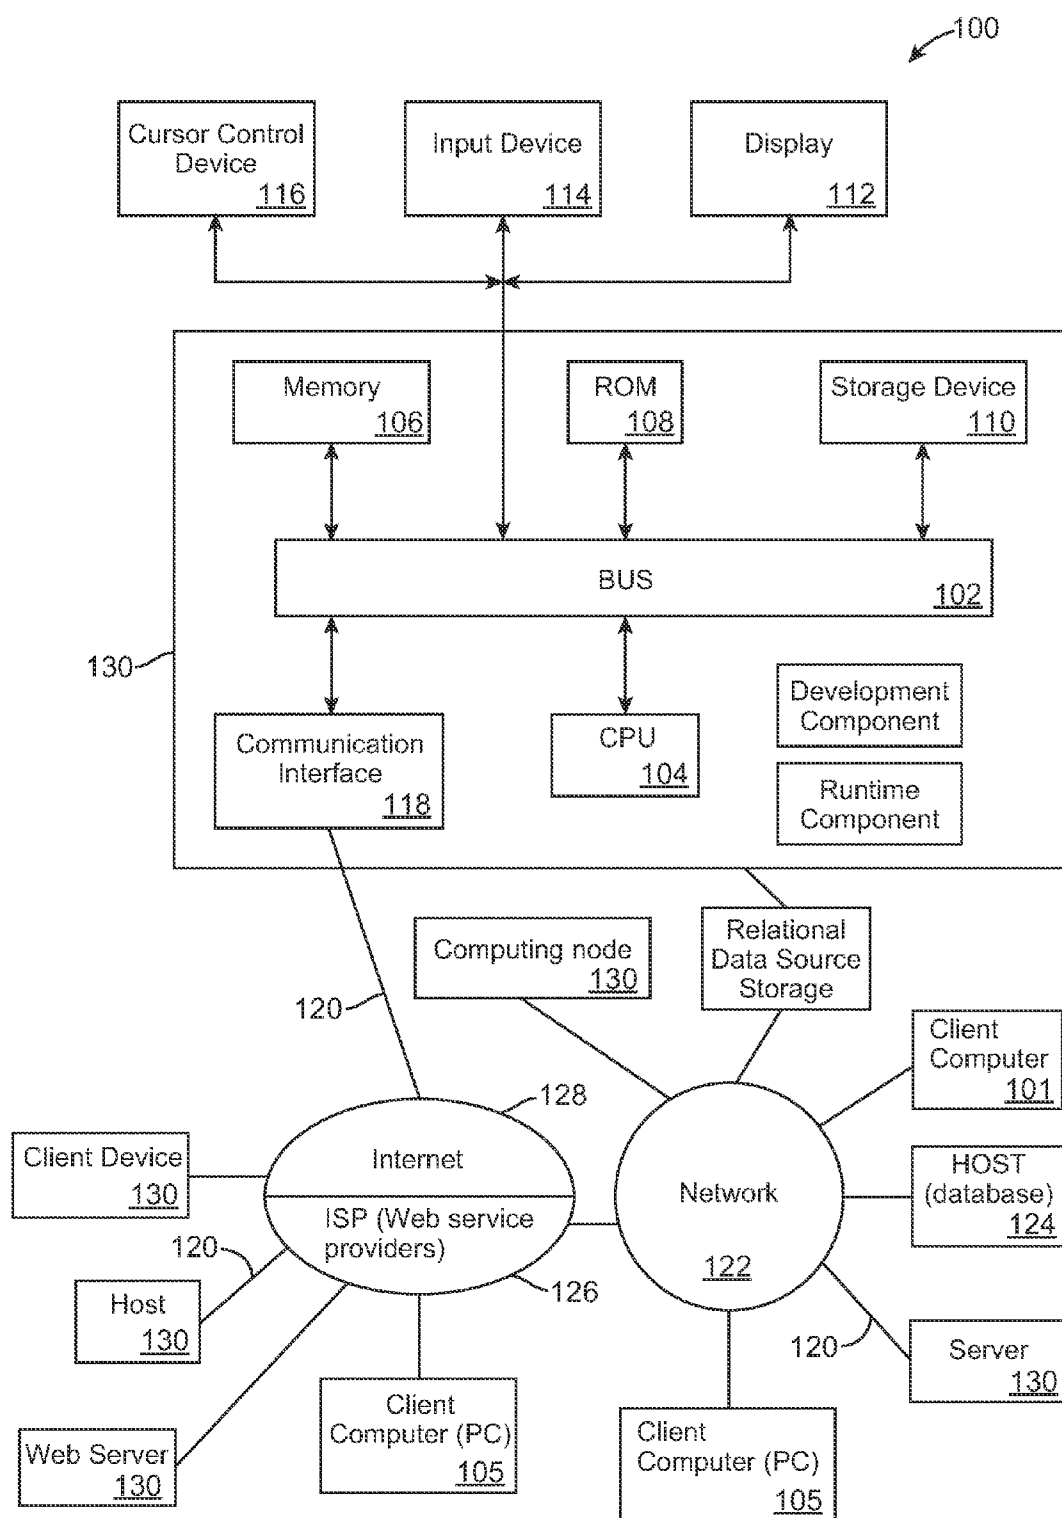 100
Cursor Control
Device
116
Input Device
114
Display
112
Memory
106
ROM
108
Storage Device
110
BUS
102
130
Development
Component
Communication
Interface
118
CPU
104
Runtime
Component
Computing node
130
Relational
Data Source
Storage
120
Client
Computer
101
128
Client Device
130
Internet
ISP (Web service
providers)
126
Network
122
HOST
(database)
124
120
Host
130
120
Server
130
Web Server
130
Client
Computer (PC)
105
Client
Computer (PC)
105